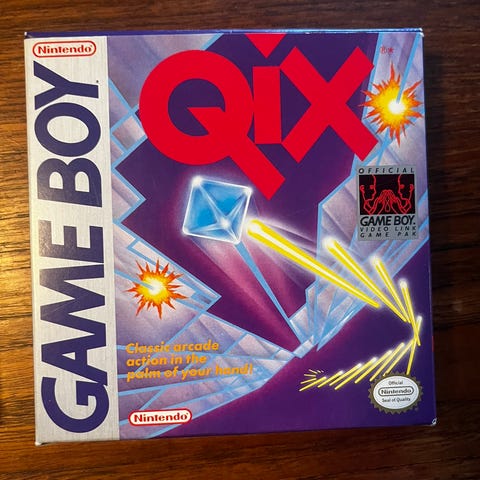 Nintendo
GAME BOY™
QiX
®*
OFFICIAL
GAME BOY
VIDEO LINK
GAME PAK
Classic arcade
action in the
palm of your hand!
Nintendo
Official
Nintendo
Seal of Quality